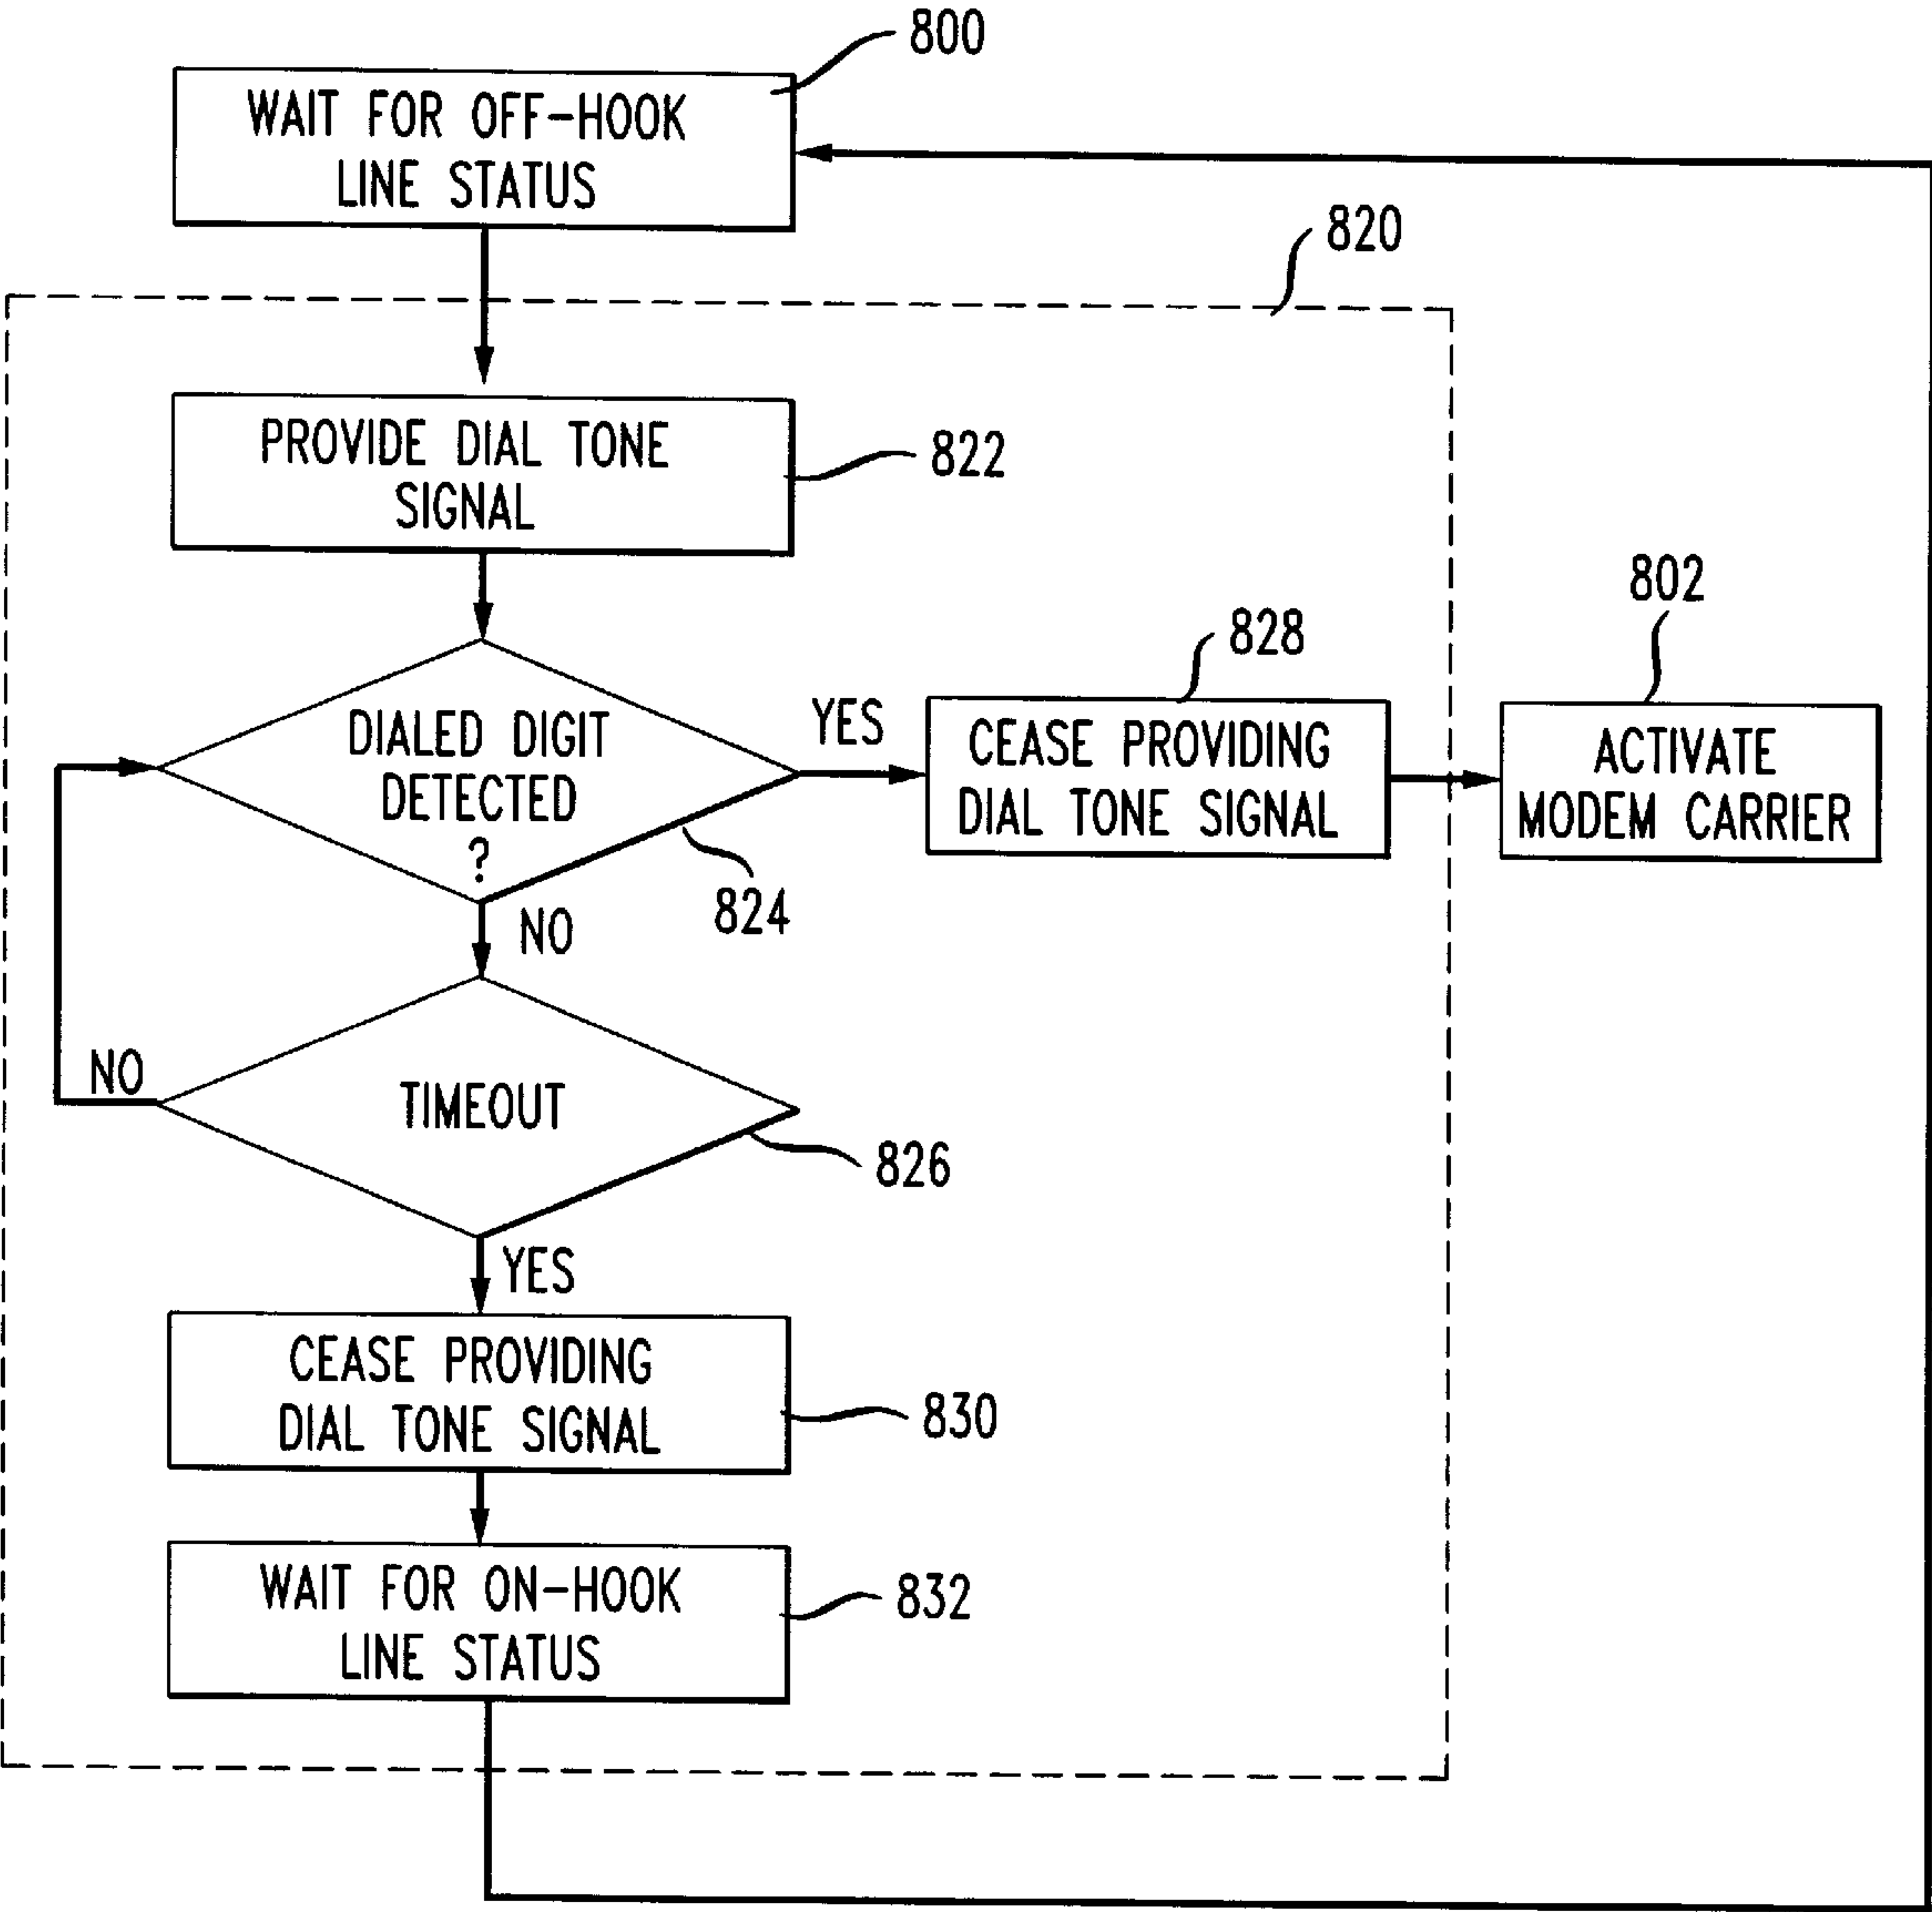 800
WAIT FOR OFF-HOOK
LINE STATUS
820
PROVIDE DIAL TONE
SIGNAL
822
802
828
DIALED DIGIT
DETECTED
?
YES
CEASE PROVIDING
DIAL TONE SIGNAL
ACTIVATE
MODEM CARRIER
824
NO
NO
TIMEOUT
826
YES
CEASE PROVIDING
DIAL TONE SIGNAL
830
WAIT FOR ON-HOOK
LINE STATUS
832